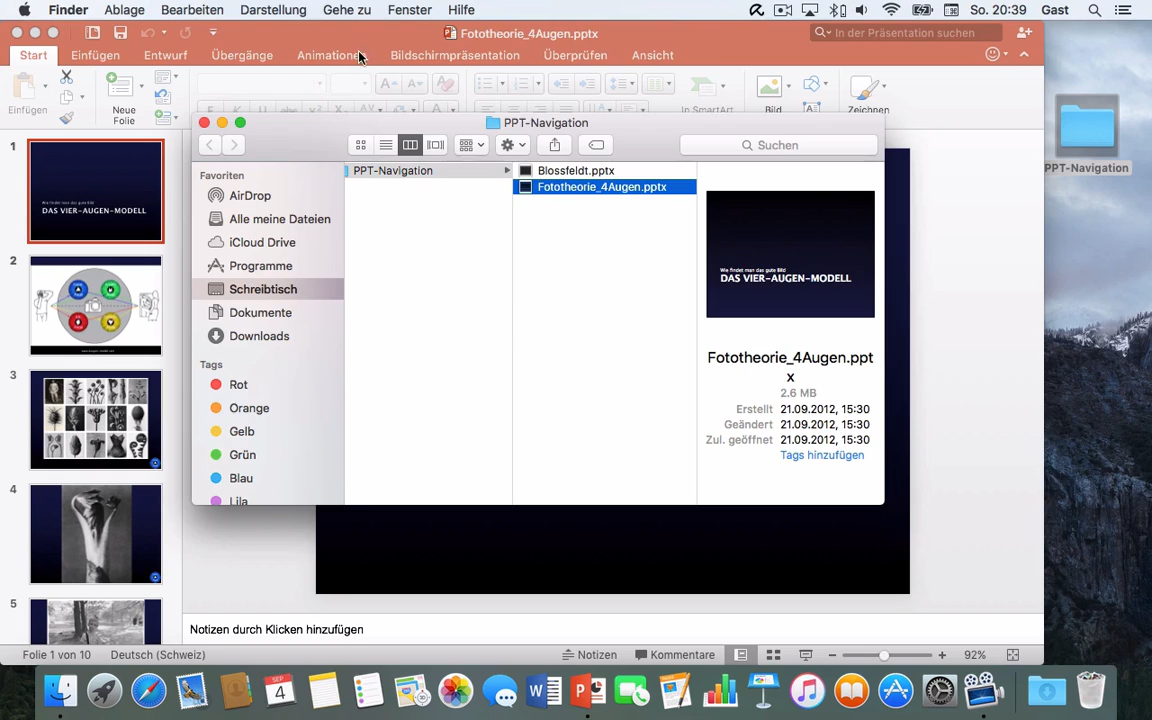 Finder Ablage Bearbeiten Darstellung Gehe zu Fenster Hilfe So. 20:39 Gast
Fototheorie_4Augen.pptx
In der Präsentation suchen
Start Einfügen Entwurf Übergänge Animationen Bildschirmpräsentation Überprüfen Ansicht
Einfügen
Neue
Folie
In SmartArt
Bild
Zeichnen
PPT-Navigation
Suchen
PPT-Navigation
Favoriten
AirDrop
Alle meine Dateien
iCloud Drive
Programme
Schreibtisch
Dokumente
Downloads
Tags
Rot
Orange
Gelb
Grün
Blau
Lila
PPT-Navigation
Blossfeldt.pptx
Fototheorie_4Augen.pptx
Wie findet man das gute Bild
DAS VIER-AUGEN-MODELL
Fototheorie_4Augen.ppt
x
2.6 MB
Erstellt 21.09.2012, 15:30
Geändert 21.09.2012, 15:30
Zul. geöffnet 21.09.2012, 15:30
Tags hinzufügen
1
Wie findet man das gute Bild
DAS VIER-AUGEN-MODELL
2
3
4
5
Notizen durch Klicken hinzufügen
Folie 1 von 10 Deutsch (Schweiz) Notizen Kommentare 92%
SEP
4